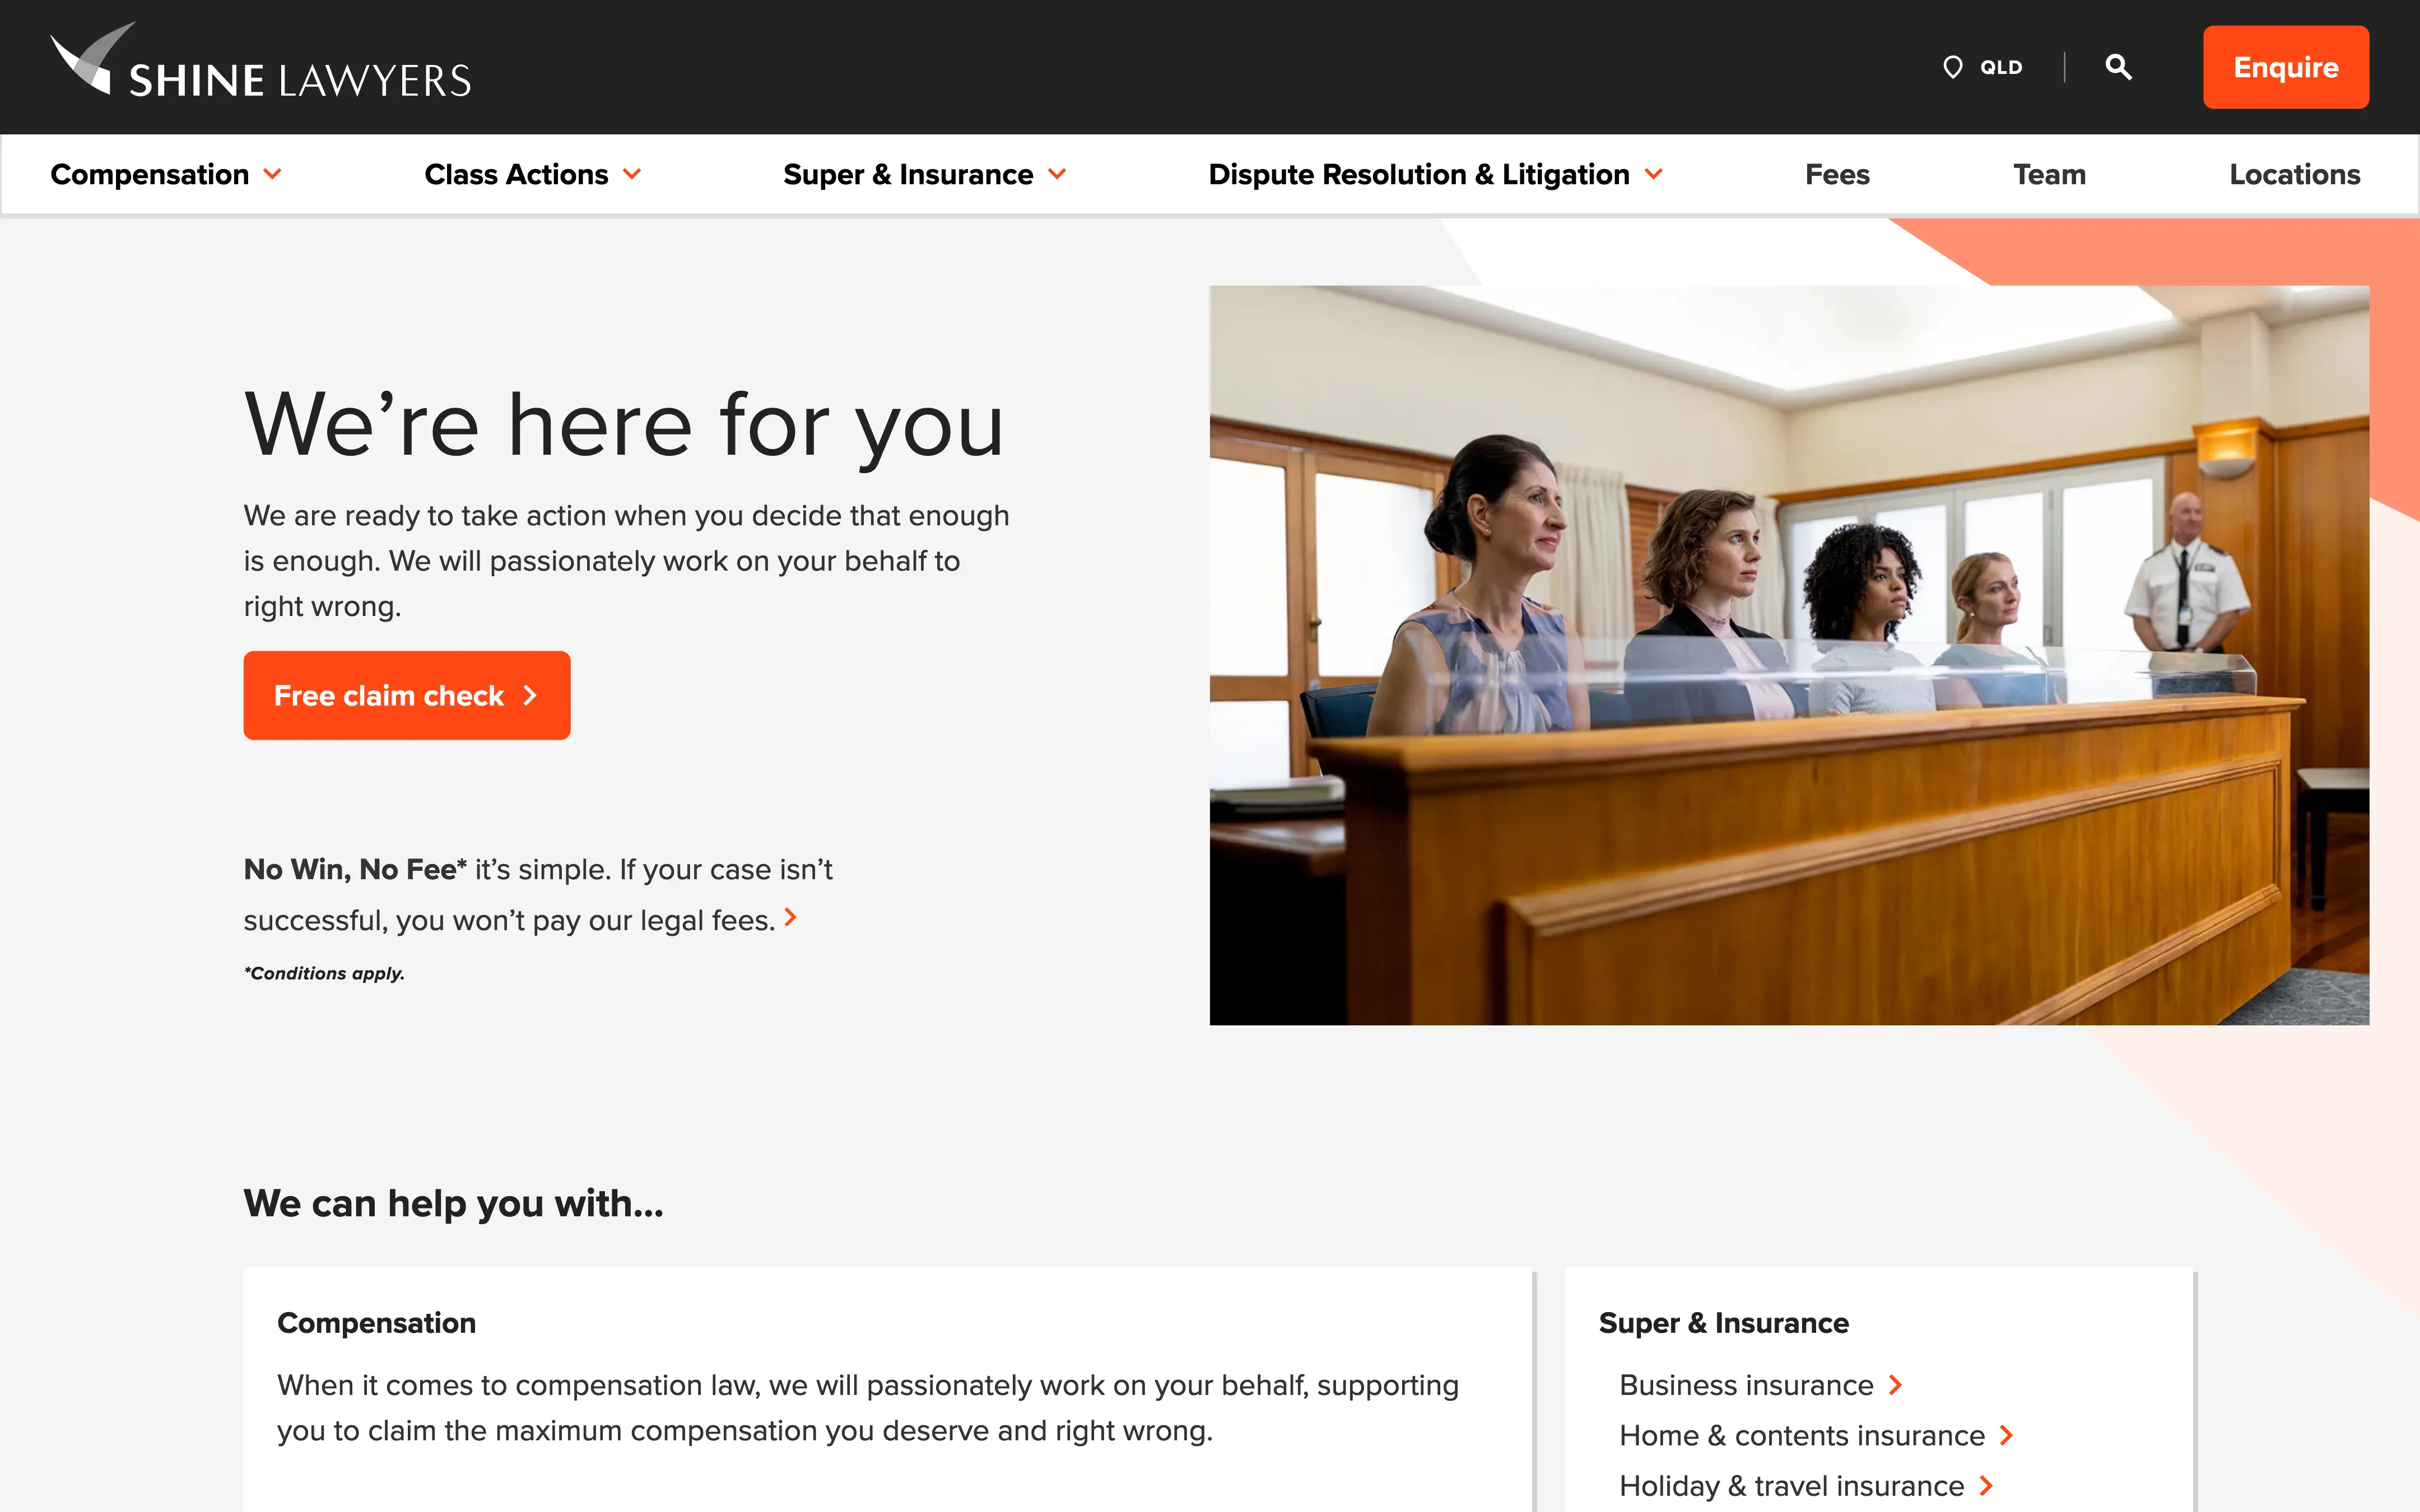 SHINE LAWYERS
QLD
Enquire
Compensation
Class Actions
Super & Insurance
Dispute Resolution & Litigation
Fees
Team
Locations
We’re here for you
We are ready to take action when you decide that enough
is enough. We will passionately work on your behalf to
right wrong.
Free claim check
No Win, No Fee* it’s simple. If your case isn’t
successful, you won’t pay our legal fees.
*Conditions apply.
We can help you with...
Compensation
When it comes to compensation law, we will passionately work on your behalf, supporting
you to claim the maximum compensation you deserve and right wrong.
Super & Insurance
Business insurance
Home & contents insurance
Holiday & travel insurance